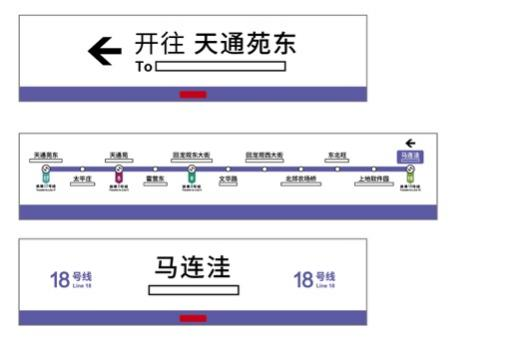 开往 天通苑东
To
天通苑东 天通苑 回龙观东大街 回龙观西大街 东北旺 马连洼
太平庄 霍营东 文华路 北郊农场桥 上地软件园
18号线 马连洼 18号线
Line 18 Line 18